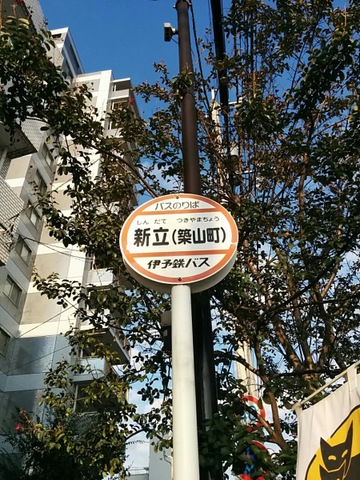 バスのりば
しんだて つきやまちょう
新立(築山町)
伊予鉄バス